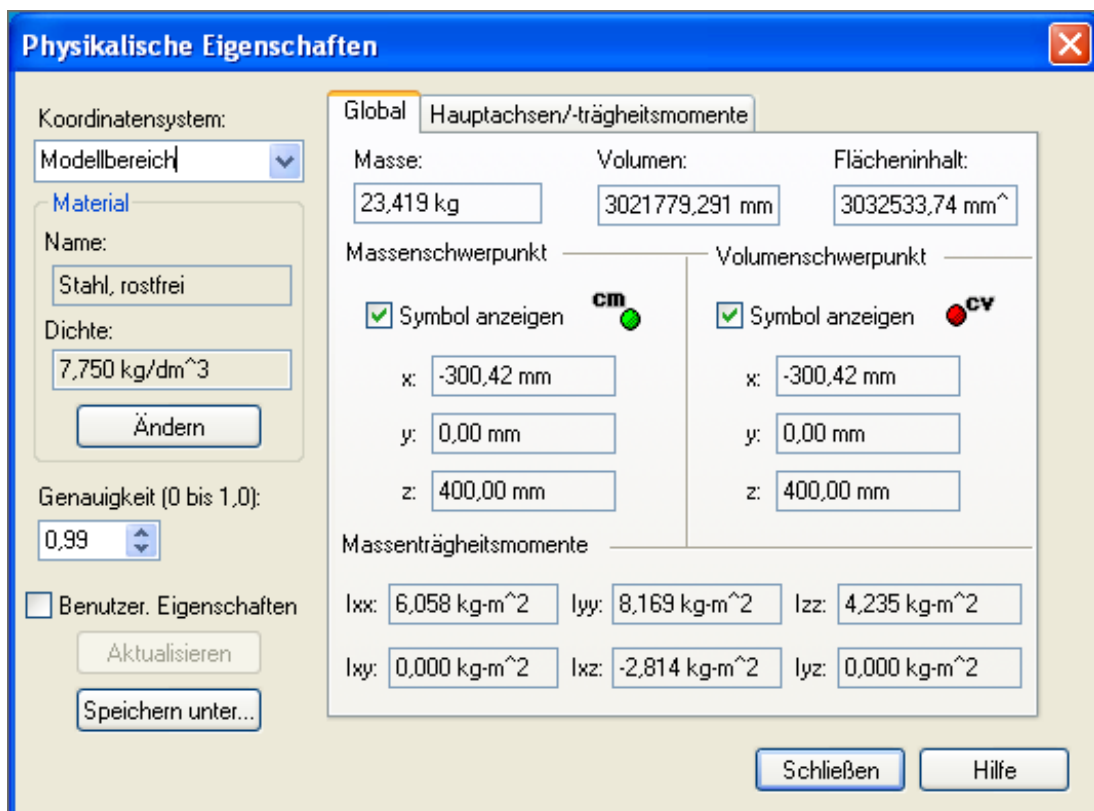 Physikalische Eigenschaften
Koordinatensystem:
Modellbereich
Material
Name:
Stahl, rostfrei
Dichte:
7,750 kg/dm^3
Ändern
Genauigkeit (0 bis 1,0):
0,99
Benutzer. Eigenschaften
Aktualisieren
Speichern unter...
Global Hauptachsen/-trägheitsmomente
Masse: Volumen: Flächeninhalt:
23,419 kg 3021779,291 mm 3032533,74 mm^
Massenschwerpunkt Volumenschwerpunkt
Symbol anzeigen cm Symbol anzeigen cv
x: -300,42 mm x: -300,42 mm
y: 0,00 mm y: 0,00 mm
z: 400,00 mm z: 400,00 mm
Massenträgheitsmomente
Ixx: 6,058 kg-m^2 Iyy: 8,169 kg-m^2 Izz: 4,235 kg-m^2
Ixy: 0,000 kg-m^2 Ixz: -2,814 kg-m^2 Iyz: 0,000 kg-m^2
Schließen Hilfe